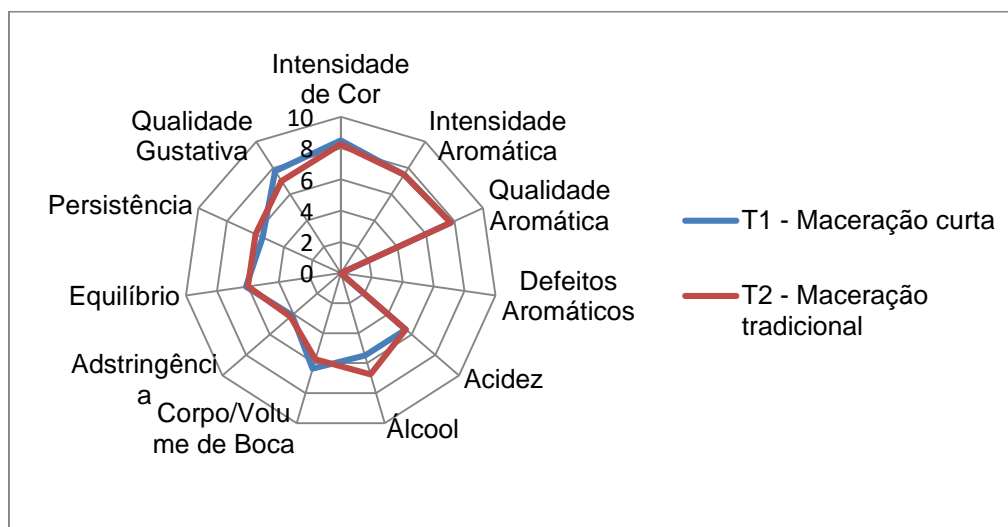 Intensidade
de Cor
Intensidade
Aromática
Qualidade
Aromática
Defeitos
Aromáticos
Acidez
Álcool
Corpo/Volu
me de Boca
Adstringênci
a
Equilíbrio
Persistência
Qualidade
Gustativa
10
8
6
4
2
0
T1 - Maceração curta
T2 - Maceração
tradicional